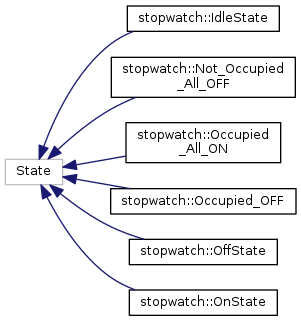 stopwatch::IdleState
stopwatch::Not_Occupied
_All_OFF
stopwatch::Occupied
_All_ON
State
stopwatch::Occupied_OFF
stopwatch::OffState
stopwatch::OnState